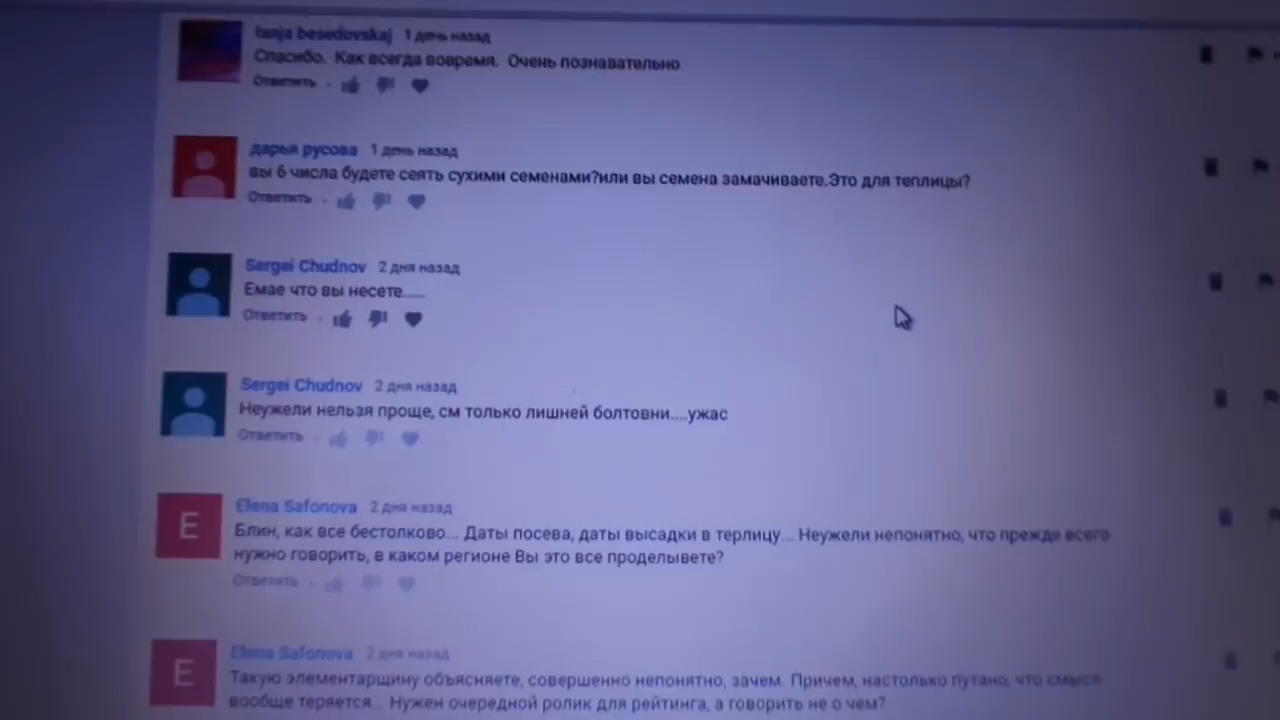 tanja besedovskaj 1 день назад
Спасибо. Как всегда вовремя. Очень познавательно
Ответить
дарья русова 1 день назад
вы 6 числа будете сеять сухими семенами?или вы семена замачиваете.Это для теплицы?
Ответить
Sergei Chudnov 2 дня назад
Емае что вы несете......
Ответить
Sergei Chudnov 2 дня назад
Неужели нельзя проще, см только лишней болтовни....ужас
Ответить
E
Elena Safonova 2 дня назад
Блин, как все бестолково... Даты посева, даты высадки в терлицу... Неужели непонятно, что прежде всего
нужно говорить, в каком регионе Вы это все проделывете?
Ответить
E
Elena Safonova 2 дня назад
Такую элементарщину объясняете, совершенно непонятно, зачем. Причем, настолько путано, что смысл
вообще теряется... Нужен очередной ролик для рейтинга, а говорить не о чем?